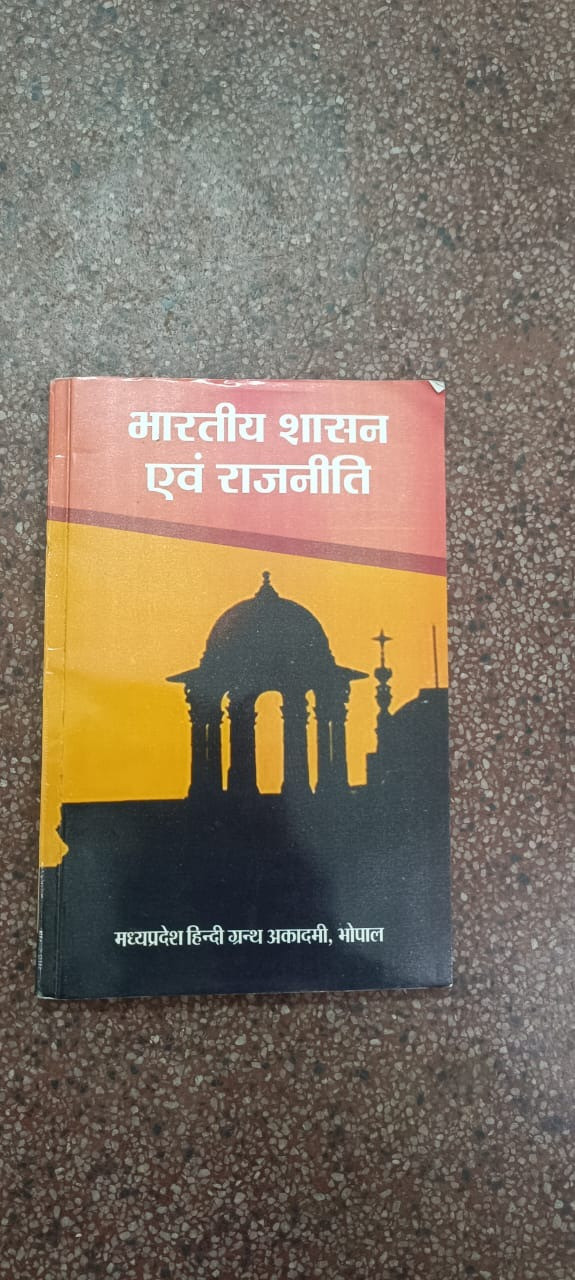 भारतीय शासन
एवं राजनीति
मध्यप्रदेश हिन्दी ग्रन्थ अकादमी, भोपाल